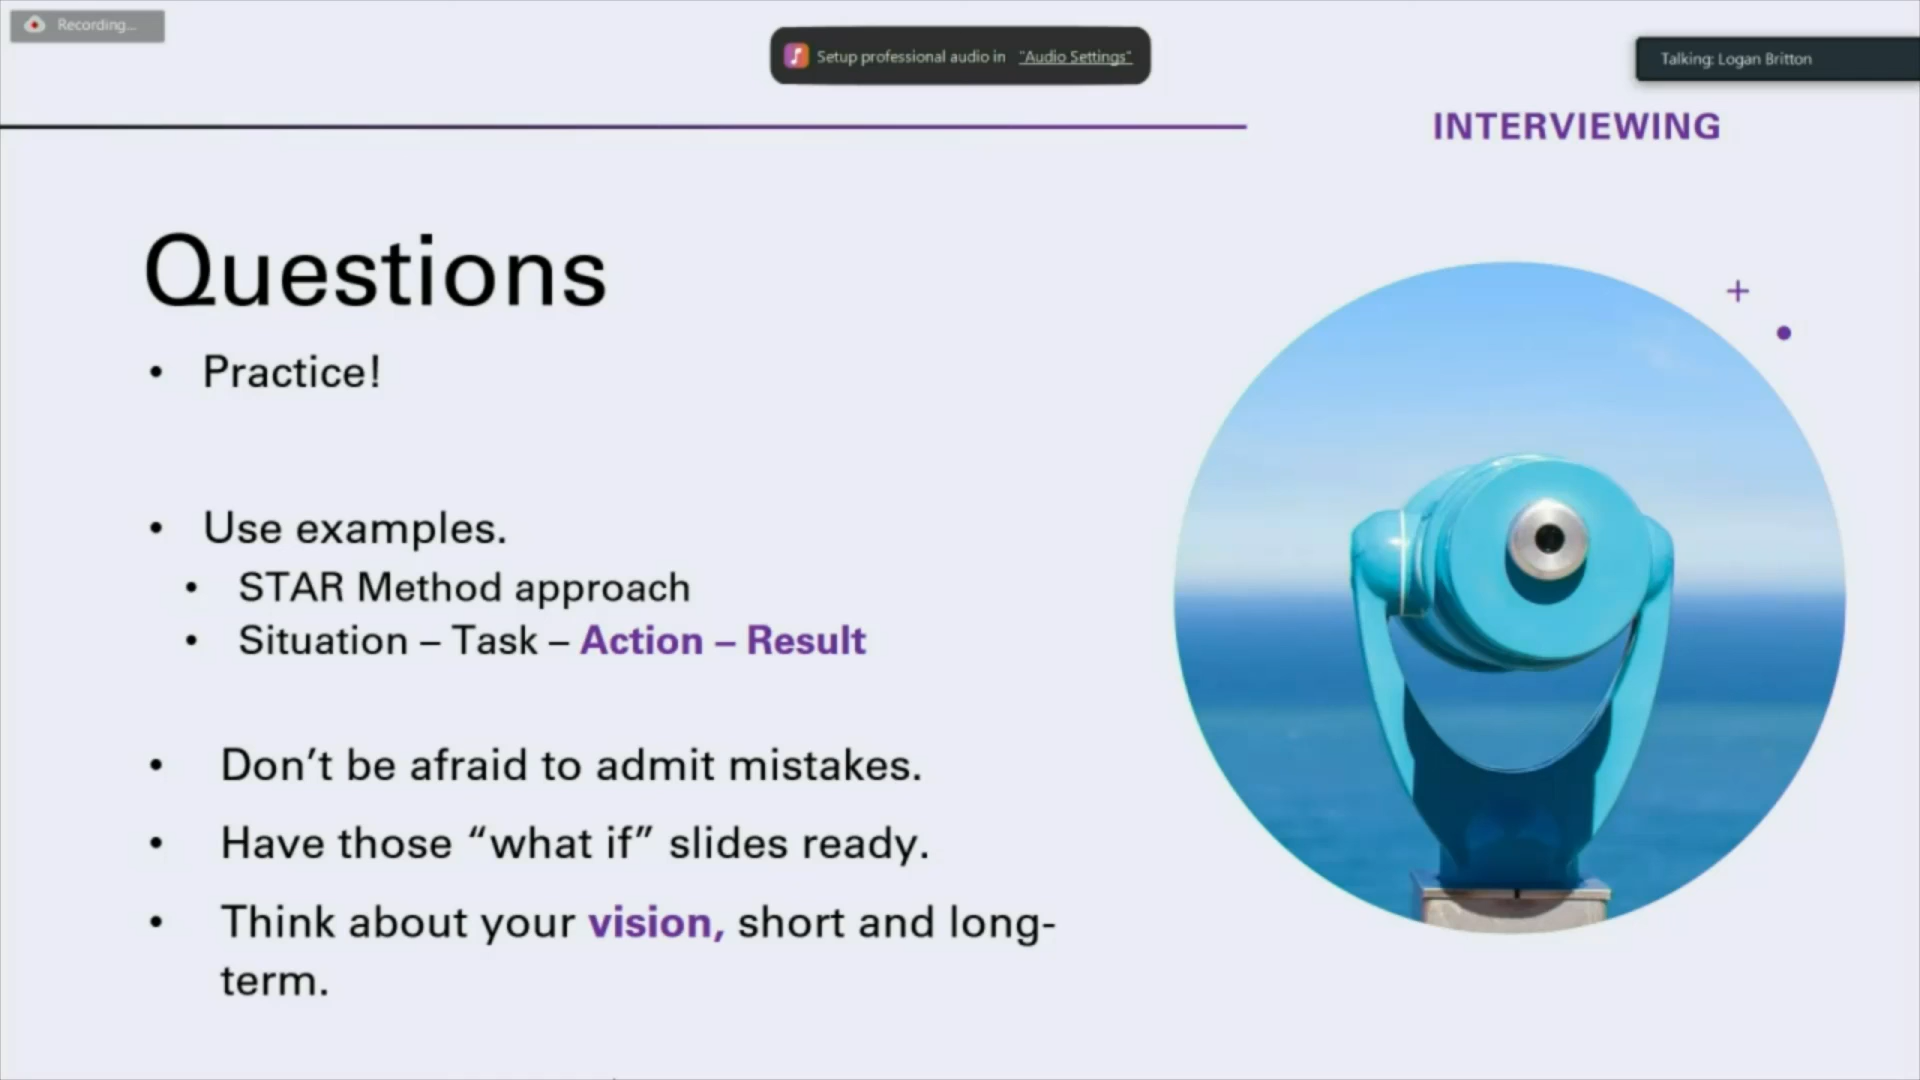 Recording...
Setup professional audio in "Audio Settings"
Talking: Logan Britton
INTERVIEWING
Questions
• Practice!
• Use examples.
• STAR Method approach
• Situation – Task – Action – Result
• Don’t be afraid to admit mistakes.
• Have those “what if” slides ready.
• Think about your vision, short and long-
term.